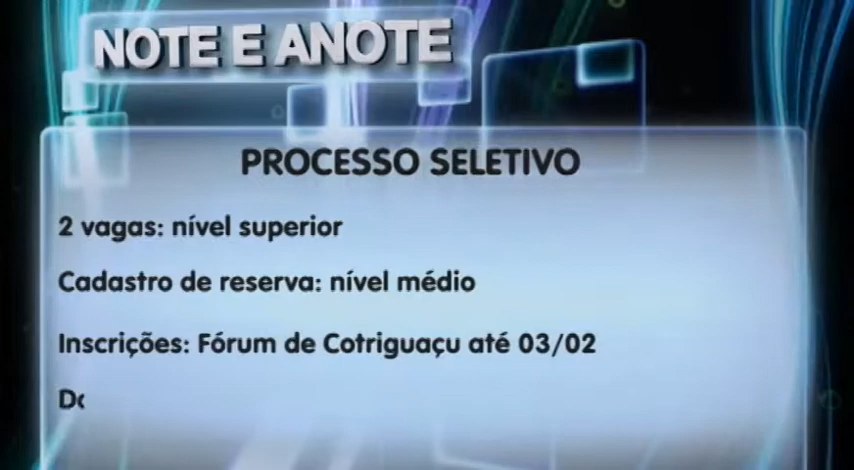 NOTE E ANOTE
PROCESSO SELETIVO
2 vagas: nível superior
Cadastro de reserva: nível médio
Inscrições: Fórum de Cotriguaçu até 03/02